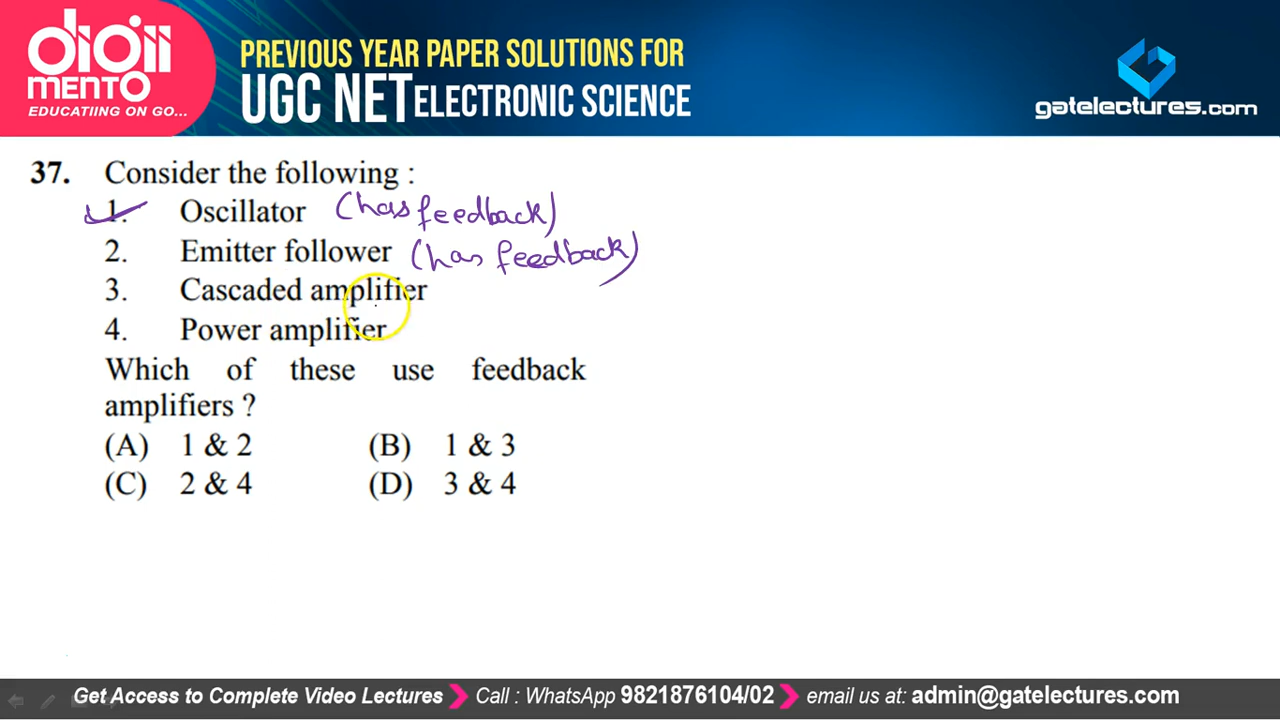 dioii
mento
EDUCATIING ON GO...
PREVIOUS YEAR PAPER SOLUTIONS FOR
UGC NET ELECTRONIC SCIENCE
gatelectures.com
37. Consider the following :
1. Oscillator (has feedback)
2. Emitter follower (has feedback)
3. Cascaded amplifier
4. Power amplifier
Which of these use feedback
amplifiers ?
(A) 1 & 2 (B) 1 & 3
(C) 2 & 4 (D) 3 & 4
Get Access to Complete Video Lectures Call : WhatsApp 9821876104/02 email us at: admin@gatelectures.com